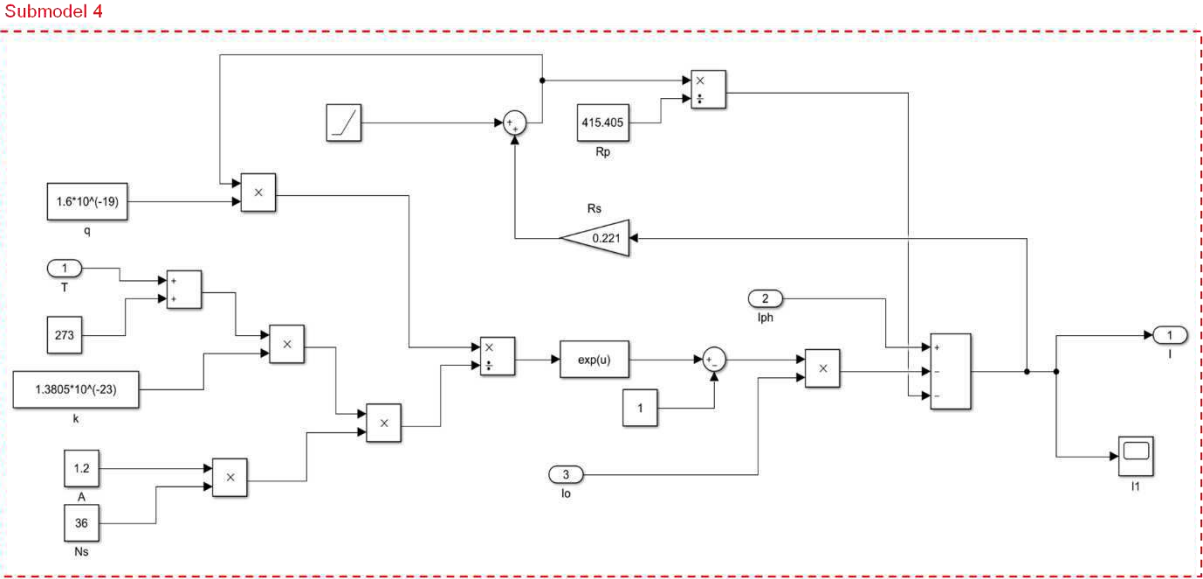 Submodel 4
×
÷
+
+
415.405
Rp
1.6*10^(-19)
q
×
Rs
0.221
1
T
+
+
273
2
Iph
1
I
×
1.3805*10^(-23)
k
×
÷
exp(u)
+
−
1
×
+
−
−
×
1.2
A
×
36
Ns
3
Io
I1